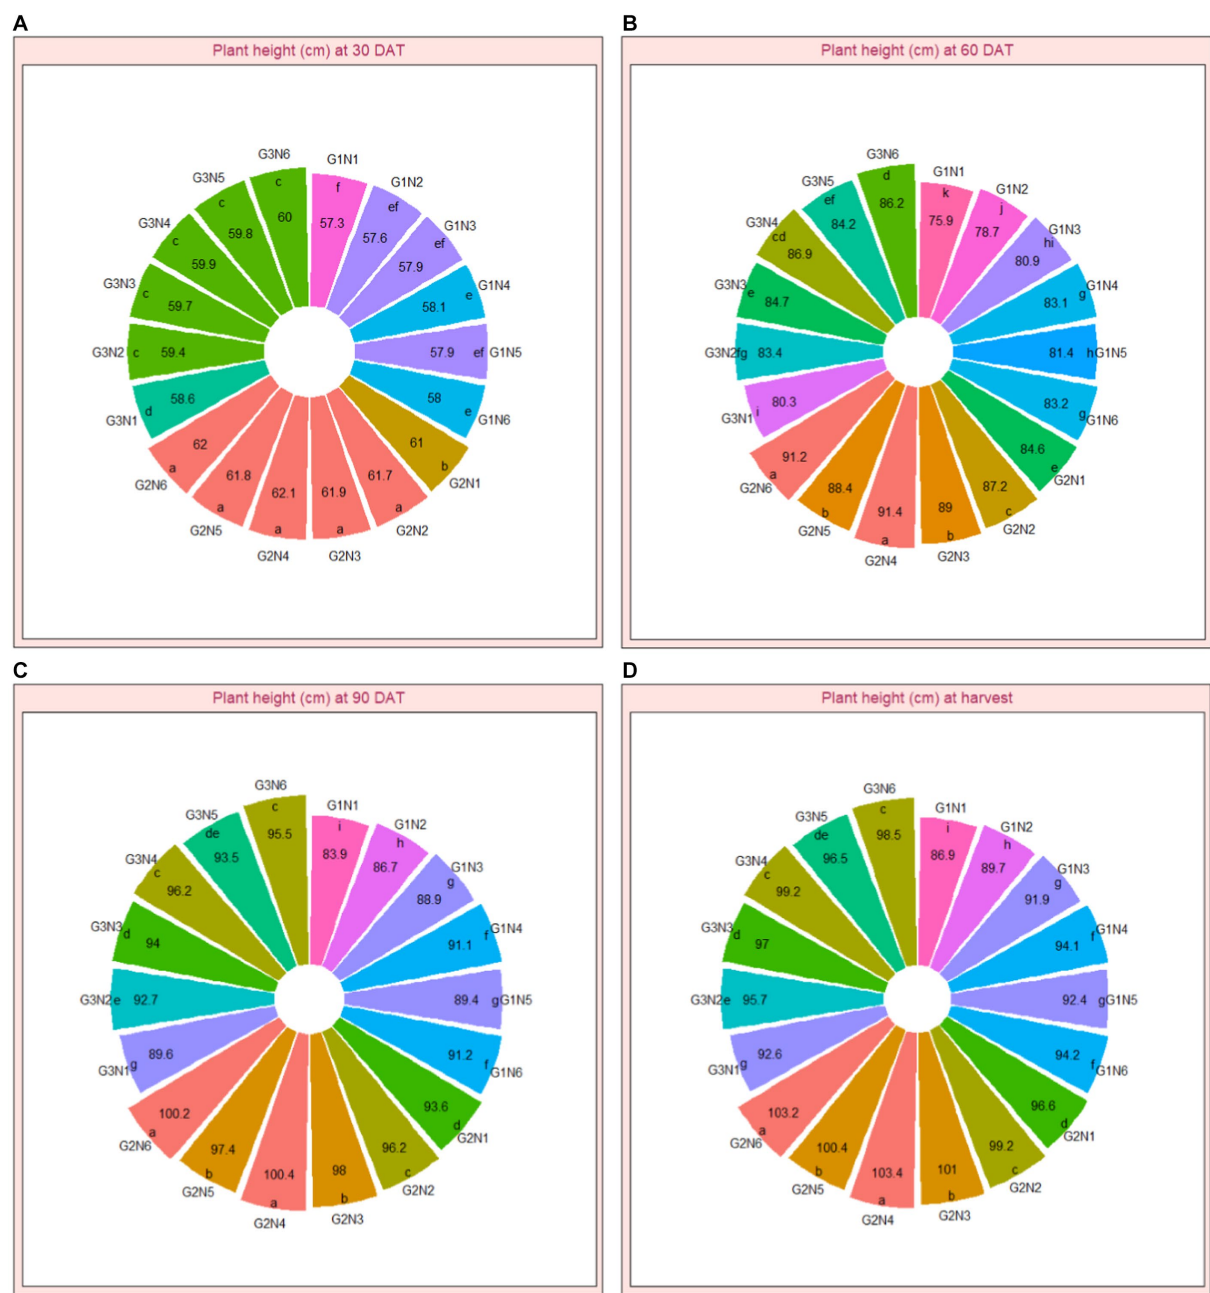 A
Plant height (cm) at 30 DAT
G1N1 f 57.3
G1N2 ef 57.6
G1N3 ef 57.9
G1N4 e 58.1
G1N5 ef 57.9
G1N6 e 58
G2N1 b 61
G2N2 a 61.7
G2N3 a 61.9
G2N4 a 62.1
G2N5 a 61.8
G2N6 a 62
G3N1 d 58.6
G3N2 c 59.4
G3N3 c 59.7
G3N4 c 59.9
G3N5 c 59.8
G3N6 c 60
B
Plant height (cm) at 60 DAT
G1N1 k 75.9
G1N2 j 78.7
G1N3 hi 80.9
G1N4 g 83.1
G1N5 h 81.4
G1N6 g 83.2
G2N1 e 84.6
G2N2 c 87.2
G2N3 b 89
G2N4 a 91.4
G2N5 b 88.4
G2N6 a 91.2
G3N1 i 80.3
G3N2 fg 83.4
G3N3 e 84.7
G3N4 cd 86.9
G3N5 ef 84.2
G3N6 d 86.2
C
Plant height (cm) at 90 DAT
G1N1 i 83.9
G1N2 h 86.7
G1N3 g 88.9
G1N4 f 91.1
G1N5 g 89.4
G1N6 f 91.2
G2N1 d 93.6
G2N2 c 96.2
G2N3 b 98
G2N4 a 100.4
G2N5 b 97.4
G2N6 a 100.2
G3N1 g 89.6
G3N2 e 92.7
G3N3 d 94
G3N4 c 96.2
G3N5 de 93.5
G3N6 c 95.5
D
Plant height (cm) at harvest
G1N1 i 86.9
G1N2 h 89.7
G1N3 g 91.9
G1N4 f 94.1
G1N5 g 92.4
G1N6 f 94.2
G2N1 d 96.6
G2N2 c 99.2
G2N3 b 101
G2N4 a 103.4
G2N5 b 100.4
G2N6 a 103.2
G3N1 g 92.6
G3N2 e 95.7
G3N3 d 97
G3N4 c 99.2
G3N5 de 96.5
G3N6 c 98.5